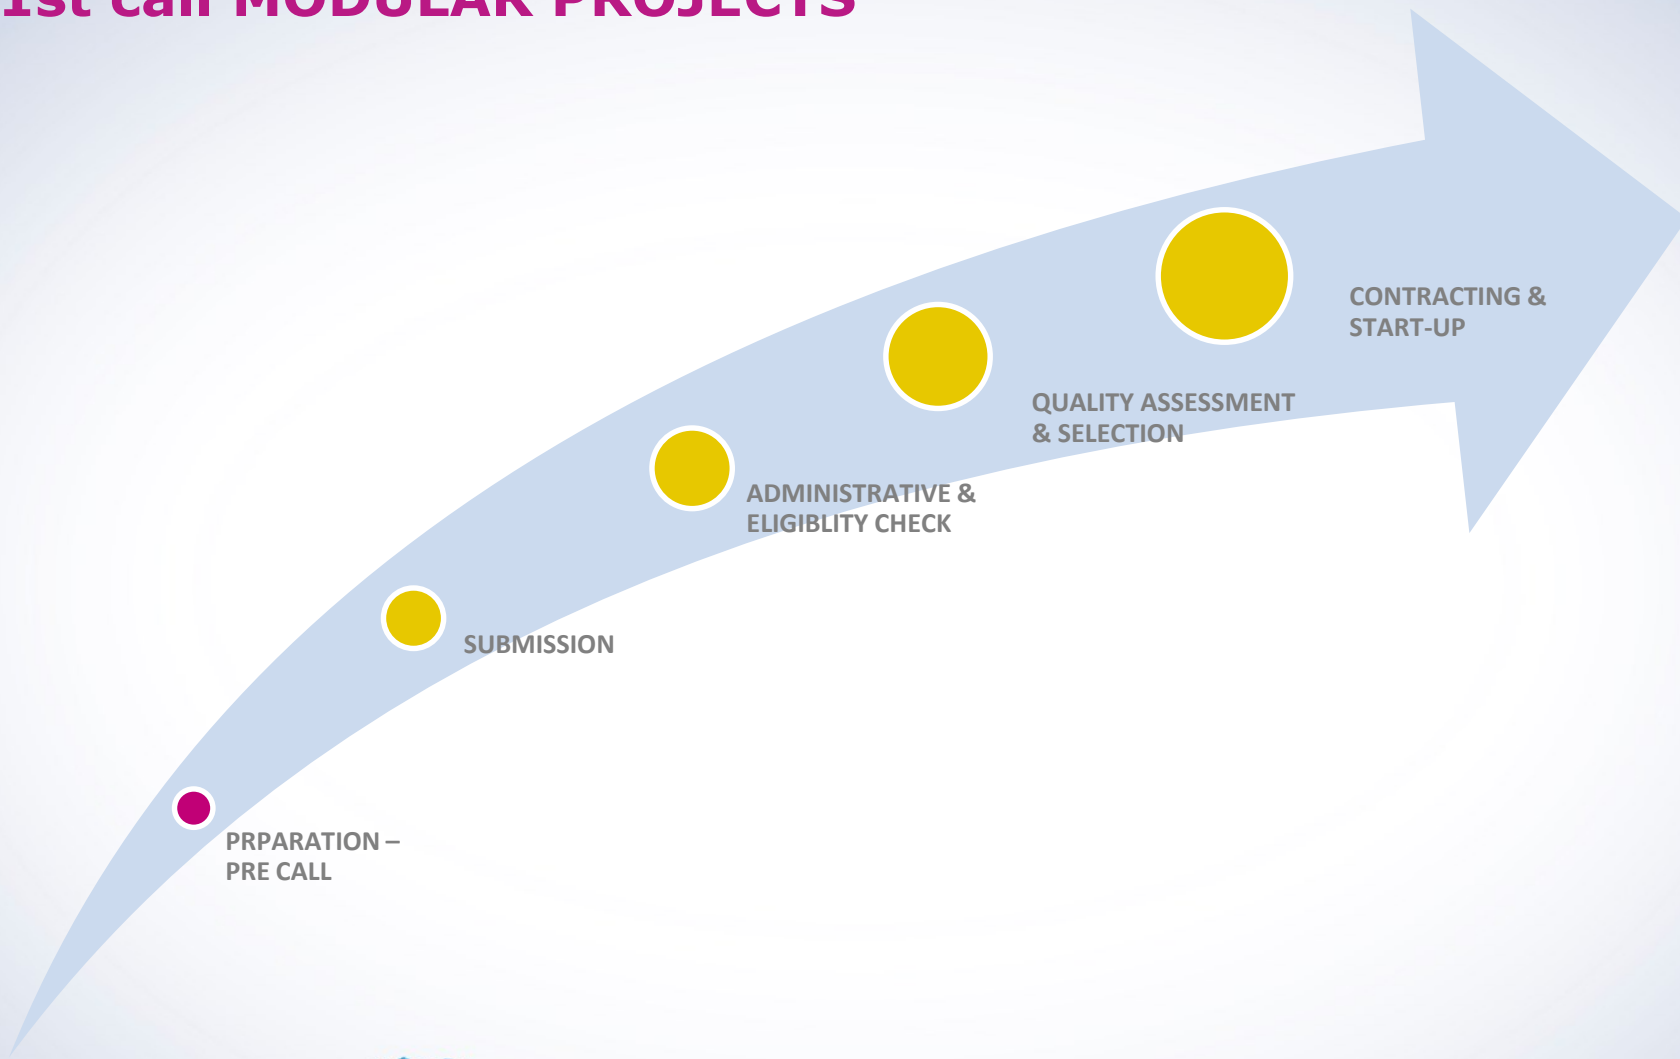 1st call MODULAR PROJECTS
CONTRACTING &
START-UP
QUALITY ASSESSMENT
& SELECTION
ADMINISTRATIVE &
ELIGIBLITY CHECK
SUBMISSION
PRPARATION –
PRE CALL